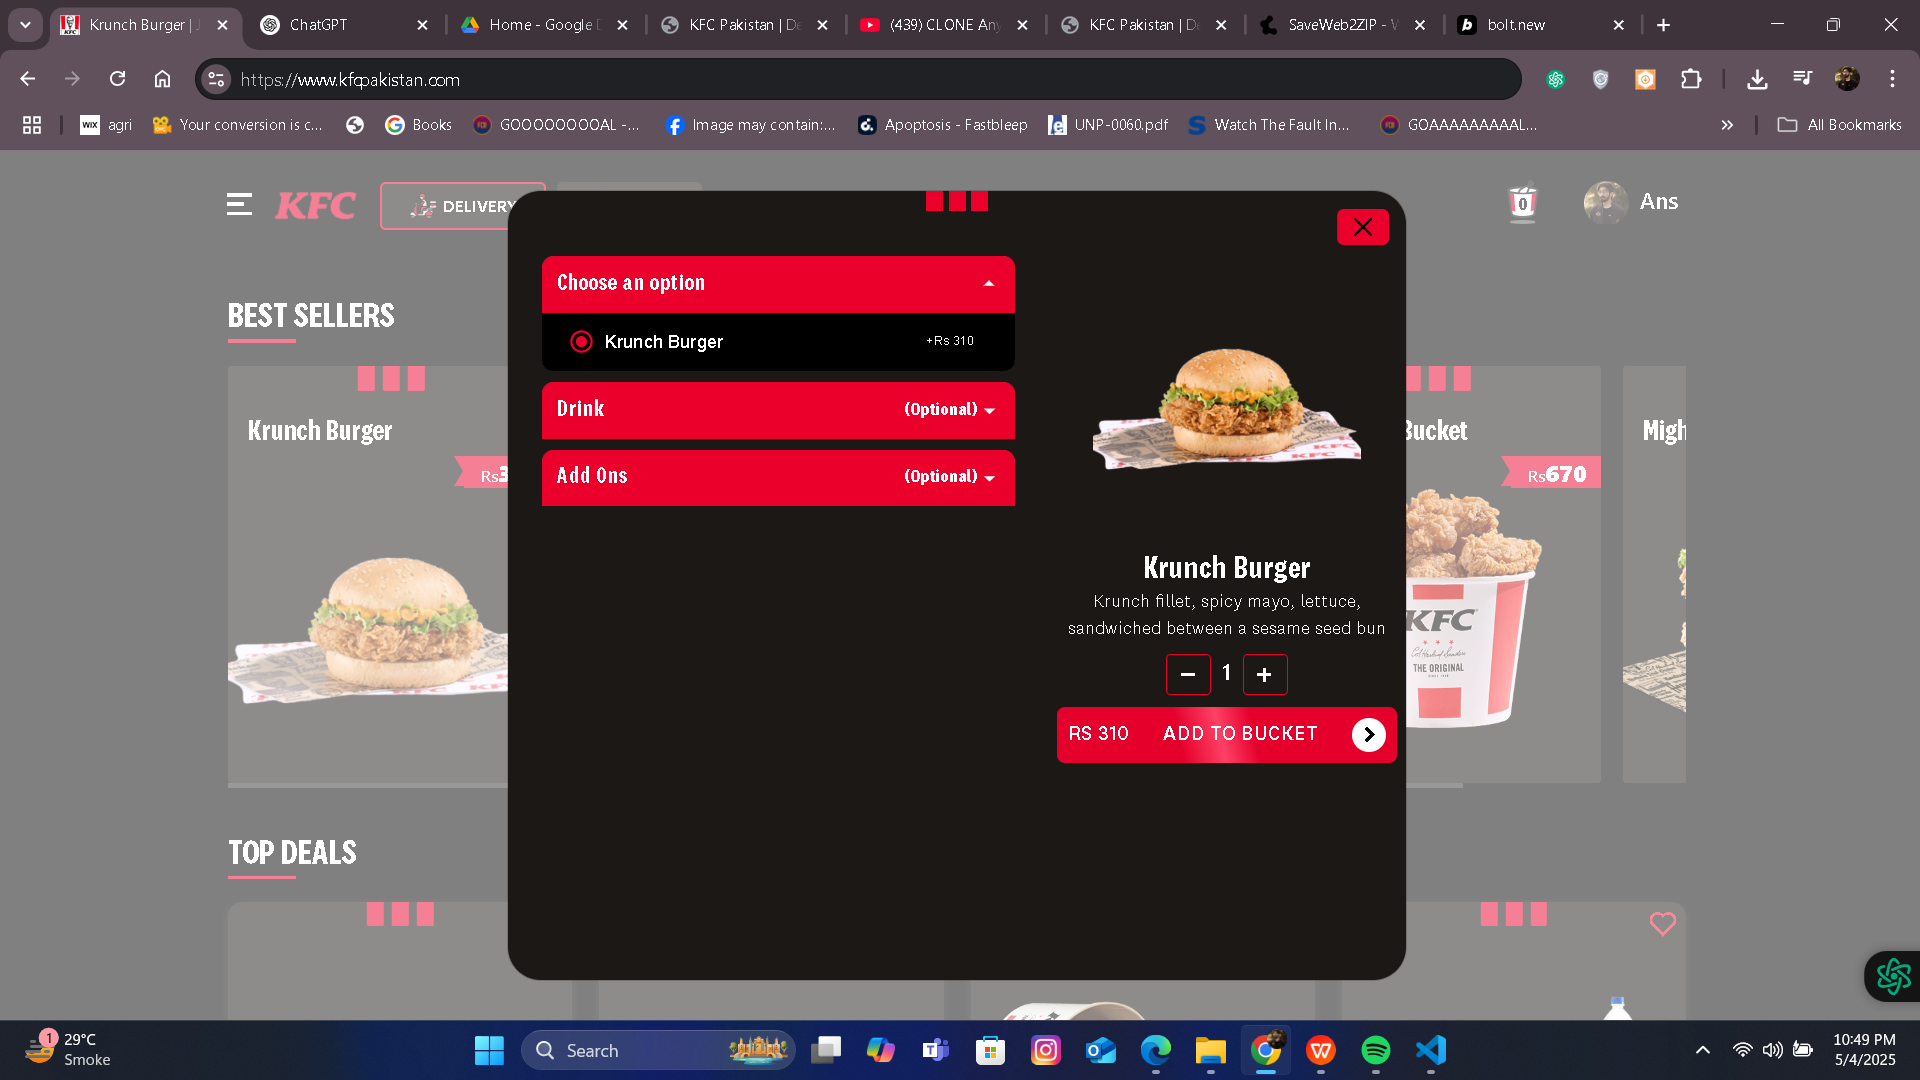 Krunch Burger | J
ChatGPT
Home - Google D
KFC Pakistan | De
(439) CLONE Any
KFC Pakistan | De
SaveWeb2ZIP - W
bolt.new
https://www.kfcpakistan.com
agri
Your conversion is c...
Books
GOOOOOOOAL -...
Image may contain:...
Apoptosis - Fastbleep
UNP-0060.pdf
Watch The Fault In...
GOAAAAAAAAAL...
All Bookmarks
KFC
DELIVERY
0
Ans
BEST SELLERS
Krunch Burger
Rs3
Choose an option
Krunch Burger
+Rs 310
Drink
(Optional)
Add Ons
(Optional)
Krunch Burger
Krunch fillet, spicy mayo, lettuce,
sandwiched between a sesame seed bun
1
RS 310 ADD TO BUCKET
Bucket
Rs670
KFC
THE ORIGINAL
Migh
TOP DEALS
1
29°C
Smoke
Search
10:49 PM
5/4/2025